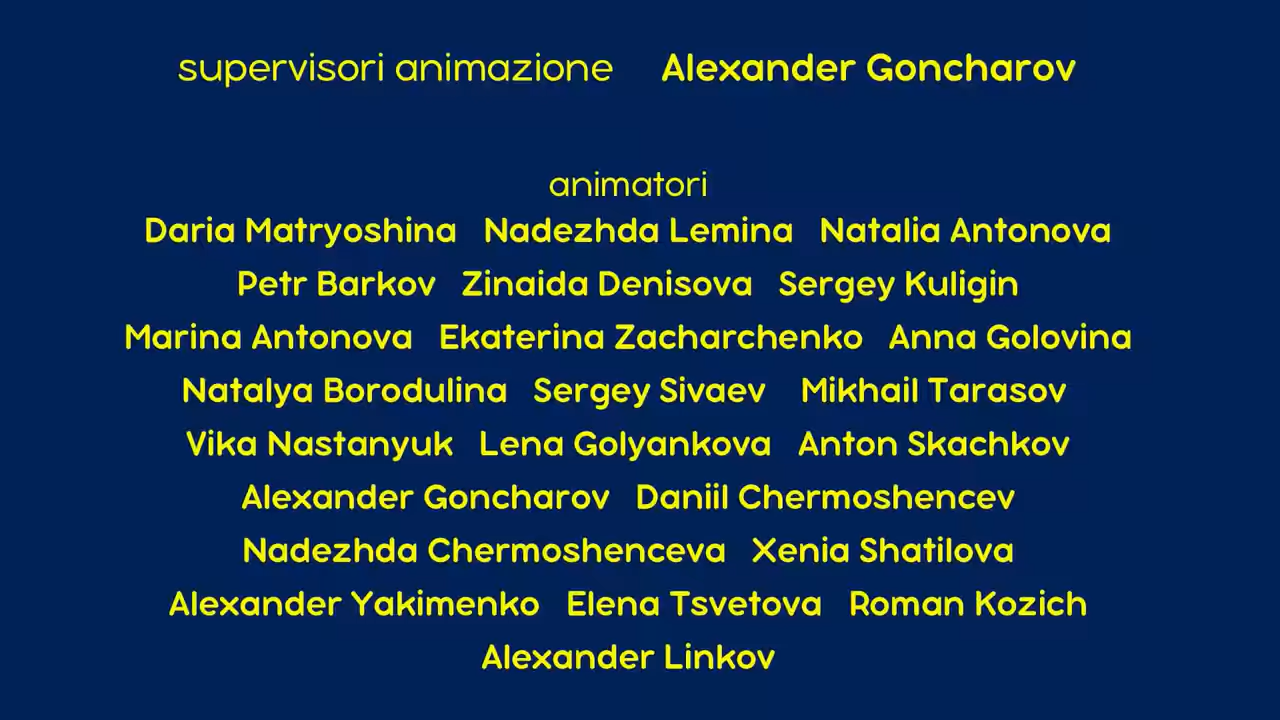 supervisori animazione Alexander Goncharov
animatori
Daria Matryoshina Nadezhda Lemina Natalia Antonova
Petr Barkov Zinaida Denisova Sergey Kuligin
Marina Antonova Ekaterina Zacharchenko Anna Golovina
Natalya Borodulina Sergey Sivaev Mikhail Tarasov
Vika Nastanyuk Lena Golyankova Anton Skachkov
Alexander Goncharov Daniil Chermoshencev
Nadezhda Chermoshenceva Xenia Shatilova
Alexander Yakimenko Elena Tsvetova Roman Kozich
Alexander Linkov